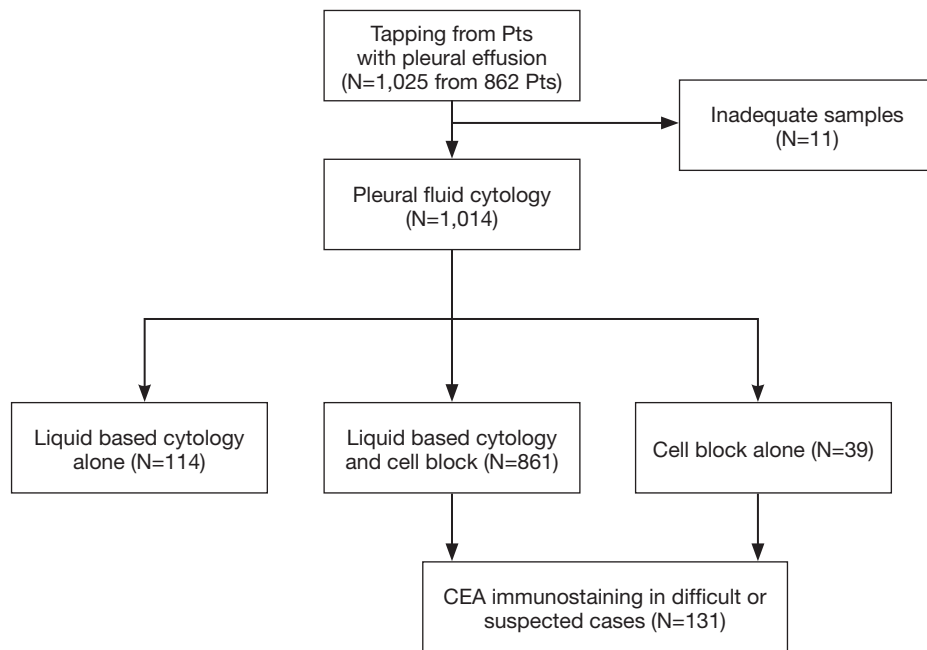 Tapping from Pts
with pleural effusion
(N=1,025 from 862 Pts)
Inadequate samples
(N=11)
Pleural fluid cytology
(N=1,014)
Liquid based cytology
alone (N=114)
Liquid based cytology
and cell block (N=861)
Cell block alone (N=39)
CEA immunostaining in difficult or
suspected cases (N=131)